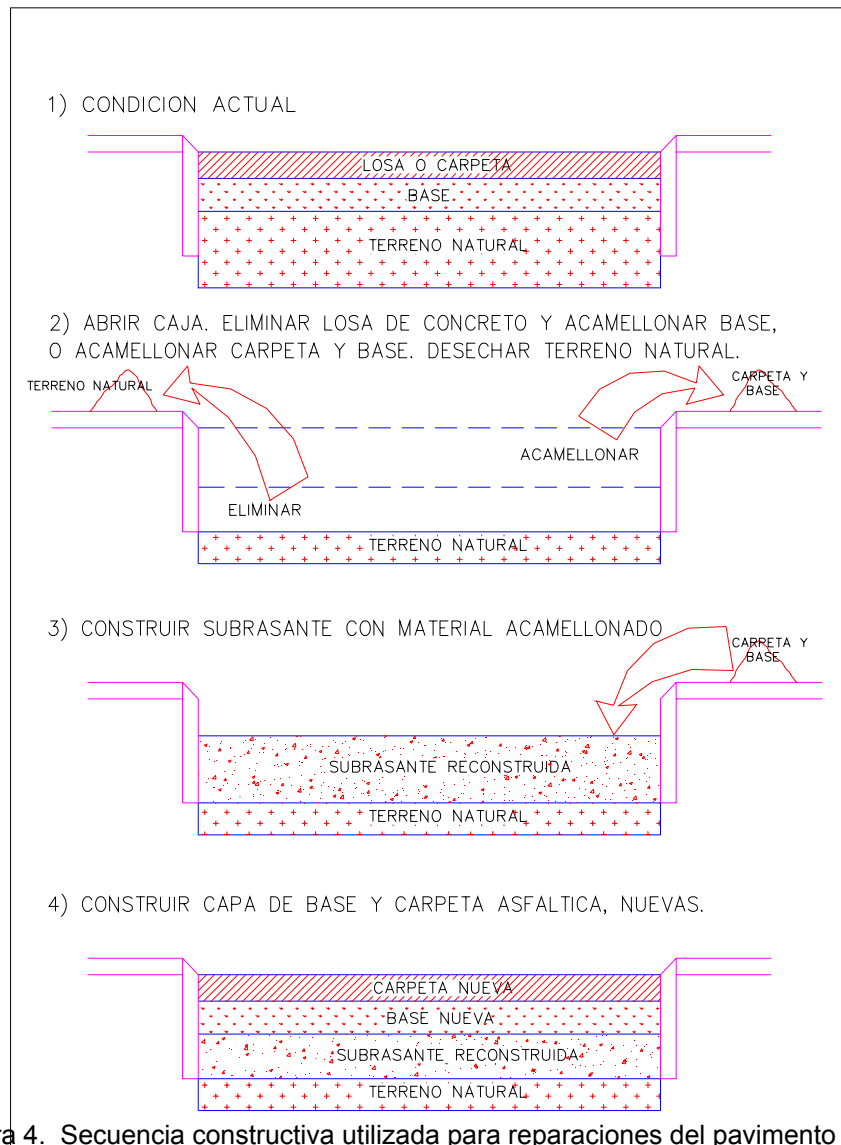 1) CONDICION ACTUAL
LOSA O CARPETA
BASE
TERRENO NATURAL
2) ABRIR CAJA. ELIMINAR LOSA DE CONCRETO Y ACAMELLONAR BASE,
O ACAMELLONAR CARPETA Y BASE. DESECHAR TERRENO NATURAL.
TERRENO NATURAL
CARPETA Y
BASE
ACAMELLONAR
ELIMINAR
TERRENO NATURAL
3) CONSTRUIR SUBRASANTE CON MATERIAL ACAMELLONADO
CARPETA Y
BASE
SUBRASANTE RECONSTRUIDA
TERRENO NATURAL
4) CONSTRUIR CAPA DE BASE Y CARPETA ASFALTICA, NUEVAS.
CARPETA NUEVA
BASE NUEVA
SUBRASANTE RECONSTRUIDA
TERRENO NATURAL
ra 4. Secuencia constructiva utilizada para reparaciones del pavimento